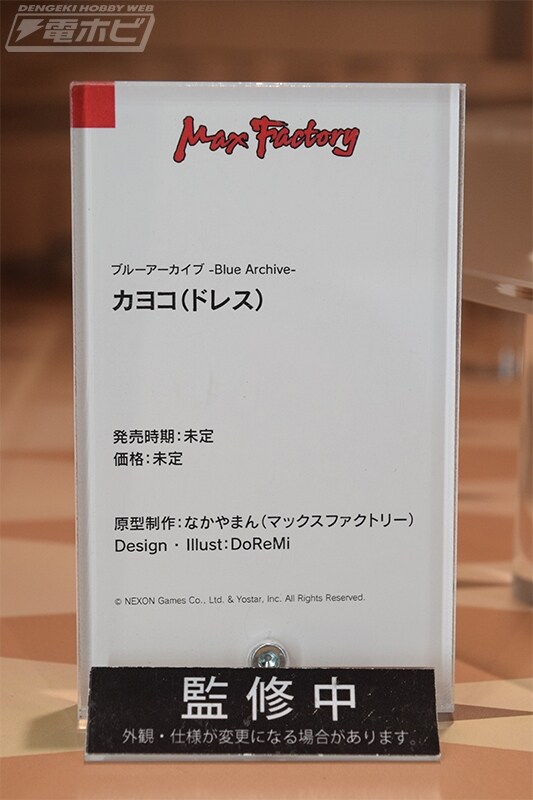 DENGEKI HOBBY WEB
電ホビ
Max Factory
ブルーアーカイブ -Blue Archive-
カヨコ(ドレス)
発売時期:未定
価格:未定
原型制作:なかやまん(マックスファクトリー)
Design・Illust:DoReMi
© NEXON Games Co., Ltd. & Yostar, Inc. All Rights Reserved.
監修中
外観・仕様が変更になる場合があります。